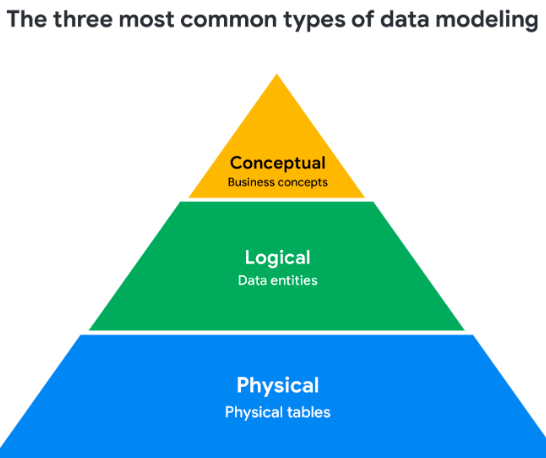 The three most common types of data modeling
Conceptual
Business concepts
Logical
Data entities
Physical
Physical tables